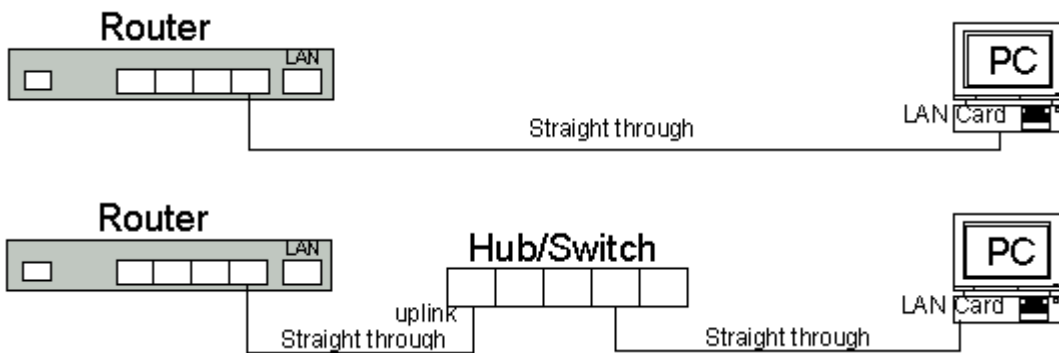 Router
LAN
PC
LAN Card
Straight through
Router
LAN
Hub/Switch
PC
uplink
LAN Card
Straight through
Straight through